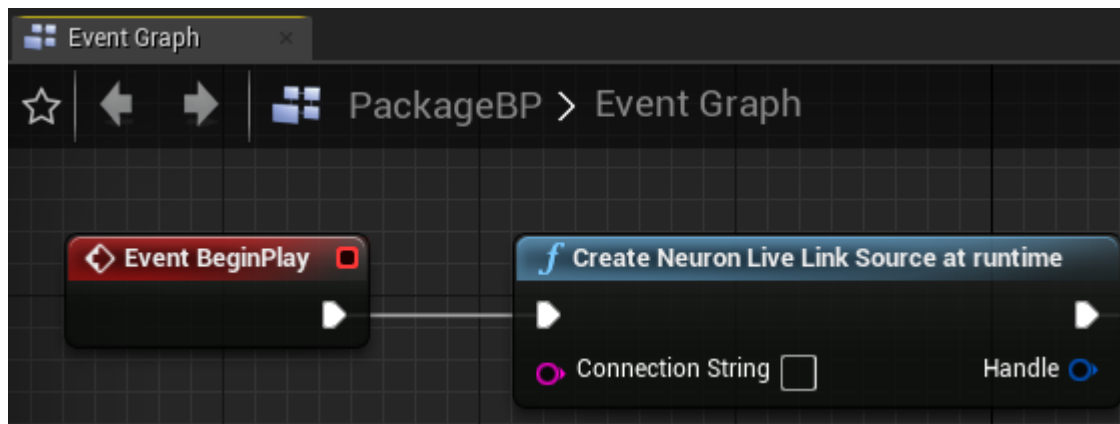 Event Graph
PackageBP > Event Graph
Event BeginPlay
f Create Neuron Live Link Source at runtime
Connection String
Handle